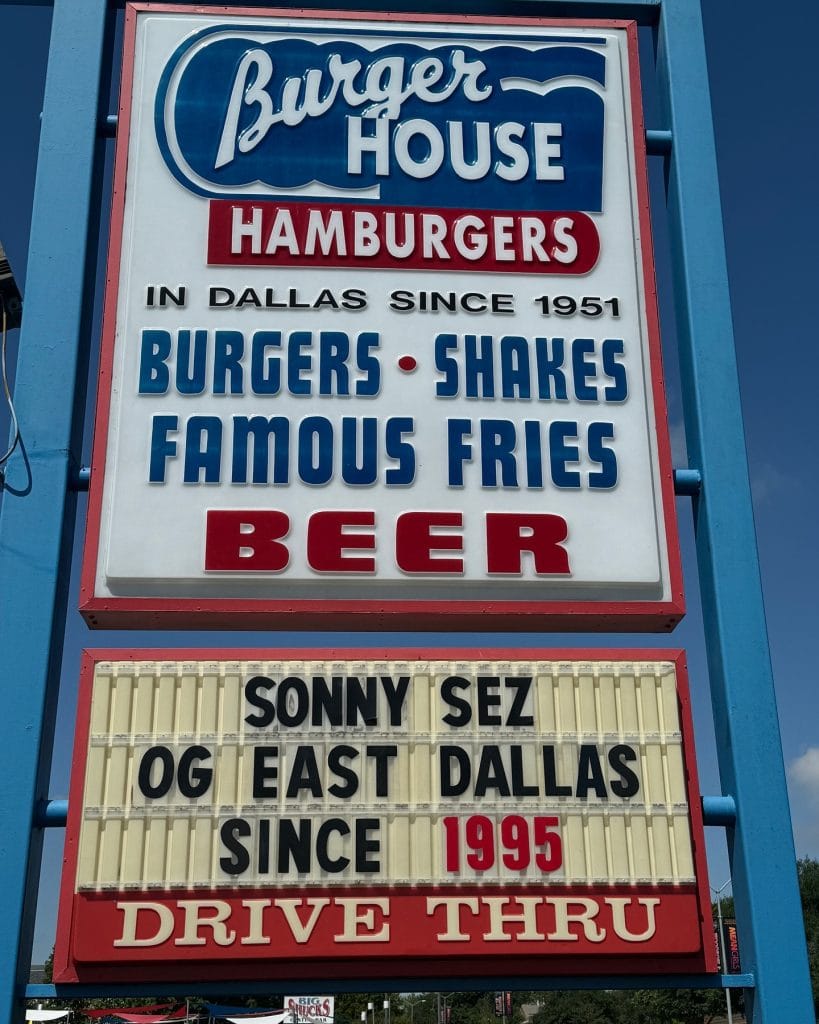 Burger
HOUSE
HAMBURGERS
IN DALLAS SINCE 1951
BURGERS • SHAKES
FAMOUS FRIES
BEER
SONNY SEZ
OG EAST DALLAS
SINCE 1995
DRIVE THRU
BIG